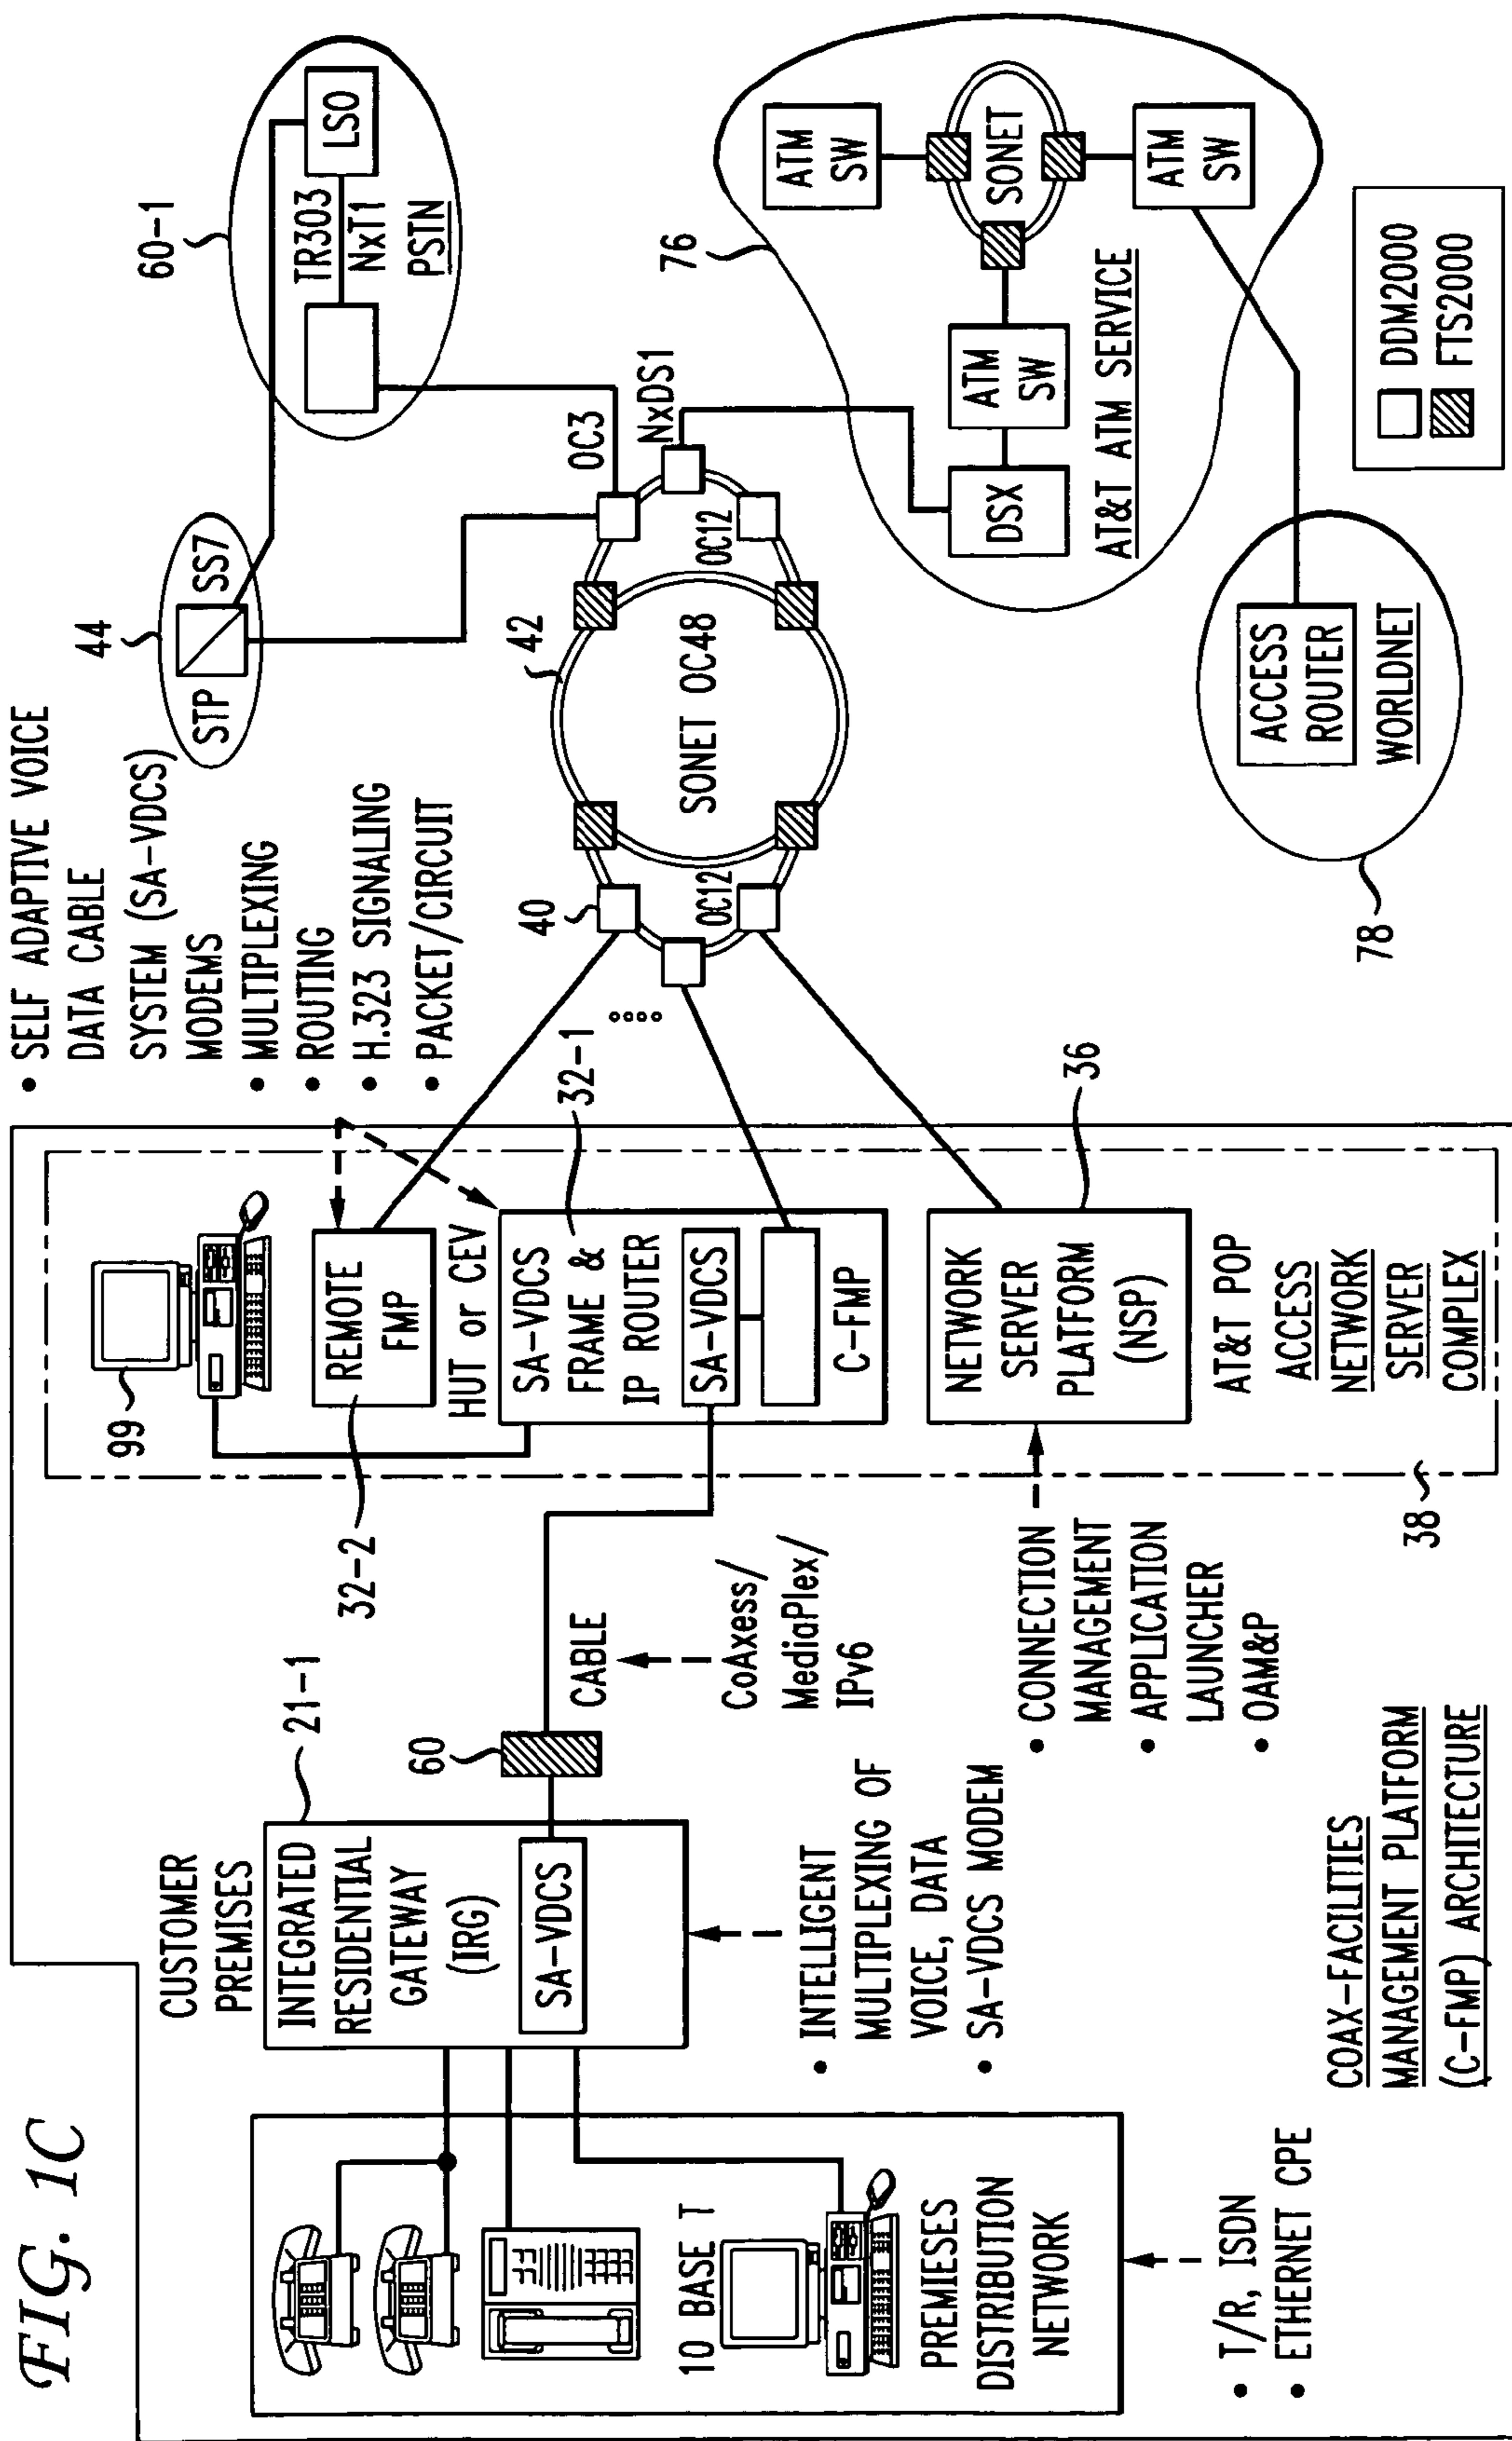 FIG. 1C
CUSTOMER
PREMISES
INTEGRATED
RESIDENTIAL
GATEWAY
(IRG)
SA-VDCS
21-1
60
10 BASE T
PREMIESES
DISTRIBUTION
NETWORK
• T/R, ISDN
• ETHERNET CPE
• INTELLIGENT
MULTIPLEXING OF
VOICE, DATA
• SA-VDCS MODEM
CABLE
CoAxess/
MediaPlex/
IPv6
• CONNECTION
MANAGEMENT
• APPLICATION
LAUNCHER
• OAM&P
COAX-FACILITIES
MANAGEMENT PLATFORM
(C-FMP) ARCHITECTURE
99
32-2
REMOTE
FMP
HUT or CEV
SA-VDCS
FRAME &
IP ROUTER
SA-VDCS
C-FMP
32-1
NETWORK
SERVER
PLATFORM
(NSP)
36
AT&T POP
ACCESS
NETWORK
SERVER
COMPLEX
38
• SELF ADAPTIVE VOICE
DATA CABLE
SYSTEM (SA-VDCS)
MODEMS
• MULTIPLEXING
• ROUTING
• H.323 SIGNALING
• PACKET/CIRCUIT
44
STP
SS7
40
OC12
42
SONET OC48
OC12
OC3
NxDS1
60-1
TR303
NxT1
LSO
PSTN
76
DSX
ATM
SW
ATM
SW
SONET
ATM
SW
AT&T ATM SERVICE
78
ACCESS
ROUTER
WORLDNET
DDM2000
FTS2000